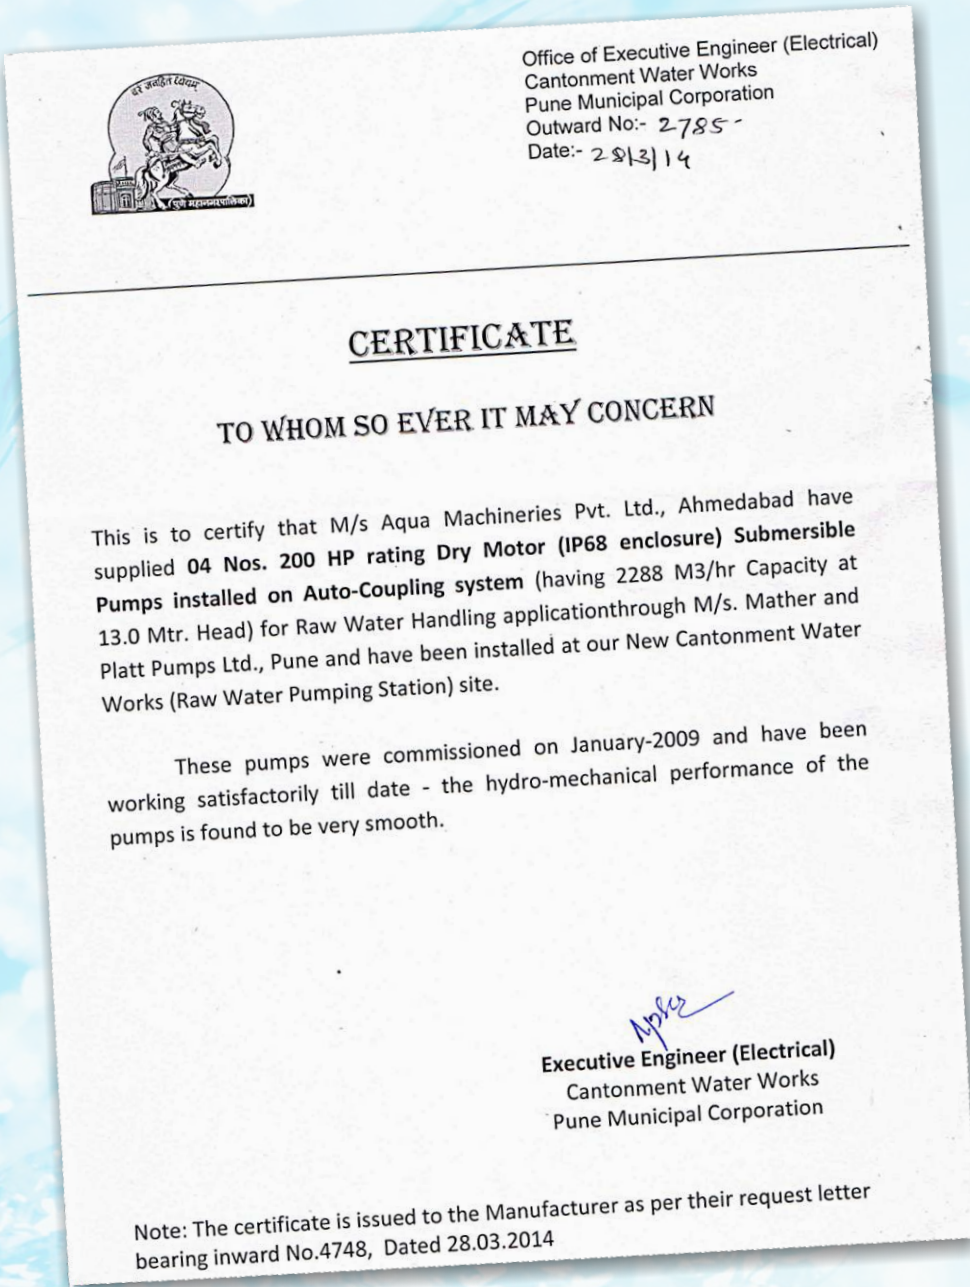 Office of Executive Engineer (Electrical)
Cantonment Water Works
Pune Municipal Corporation
Outward No:- 2785-
Date:- 28/3/14
वरं जनहितं ध्येयम्
(पुणे महानगरपालिका)
CERTIFICATE
TO WHOM SO EVER IT MAY CONCERN
This is to certify that M/s Aqua Machineries Pvt. Ltd., Ahmedabad have
supplied 04 Nos. 200 HP rating Dry Motor (IP68 enclosure) Submersible
Pumps installed on Auto-Coupling system (having 2288 M3/hr Capacity at
13.0 Mtr. Head) for Raw Water Handling applicationthrough M/s. Mather and
Platt Pumps Ltd., Pune and have been installed at our New Cantonment Water
Works (Raw Water Pumping Station) site.
These pumps were commissioned on January-2009 and have been
working satisfactorily till date - the hydro-mechanical performance of the
pumps is found to be very smooth.
Executive Engineer (Electrical)
Cantonment Water Works
Pune Municipal Corporation
Note: The certificate is issued to the Manufacturer as per their request letter
bearing inward No.4748, Dated 28.03.2014